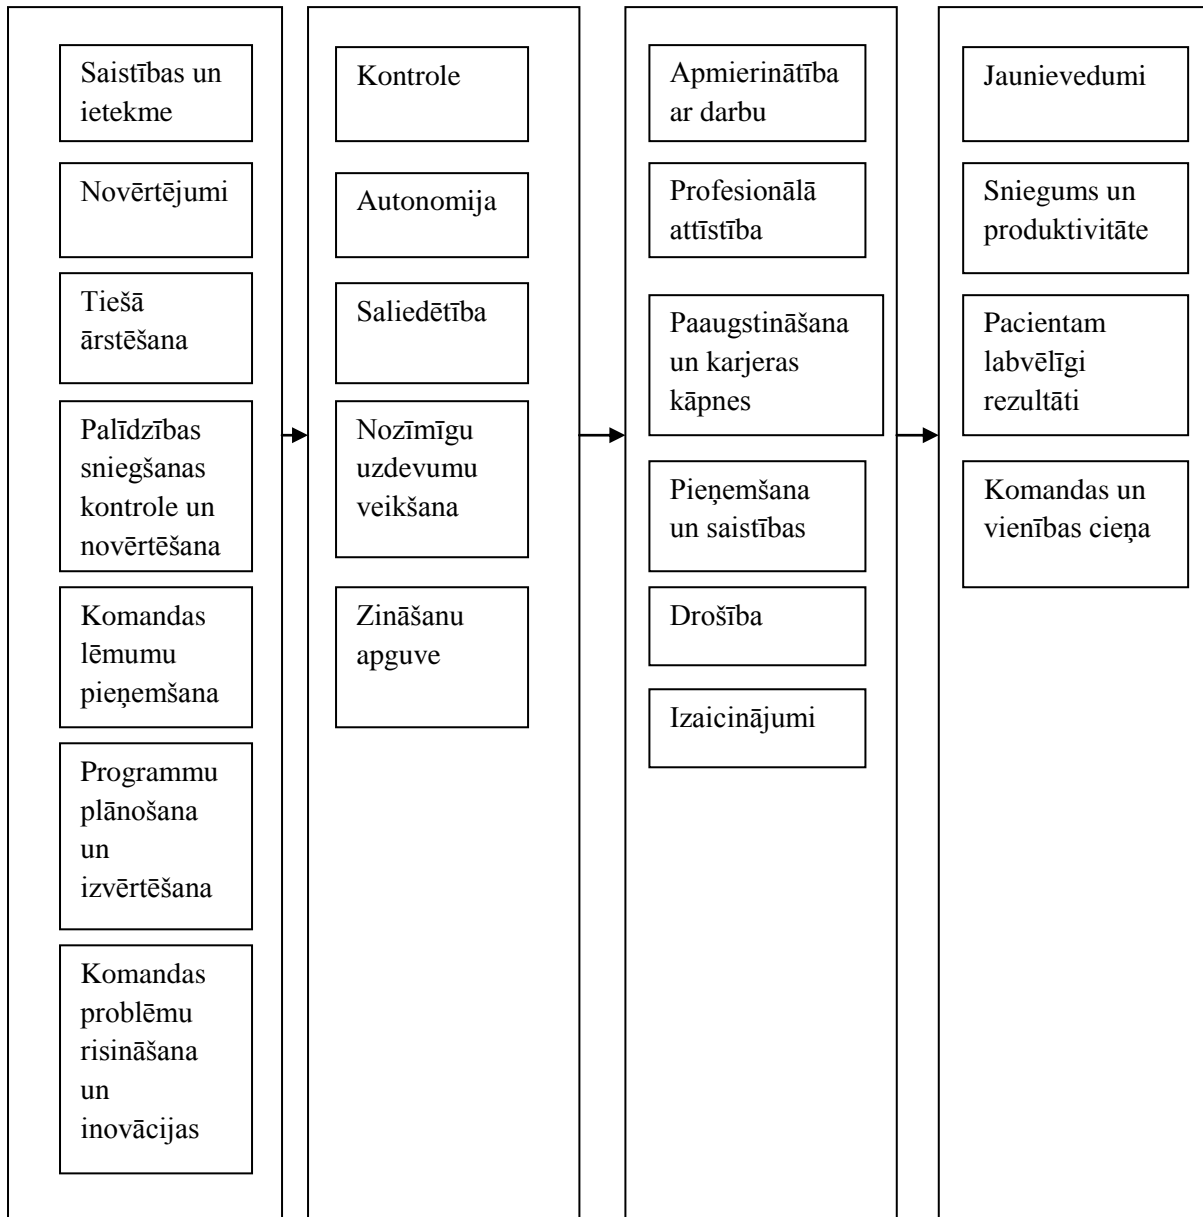 Saistības un
ietekme
Novērtējumi
Tiešā
ārstēšana
Palīdzības
sniegšanas
kontrole un
novērtēšana
Komandas
lēmumu
pieņemšana
Programmu
plānošana
un
izvērtēšana
Komandas
problēmu
risināšana
un
inovācijas
Kontrole
Autonomija
Saliedētība
Nozīmīgu
uzdevumu
veikšana
Zināšanu
apguve
Apmierinātība
ar darbu
Profesionālā
attīstība
Paaugstināšana
un karjeras
kāpnes
Pieņemšana
un saistības
Drošība
Izaicinājumi
Jaunievedumi
Sniegums un
produktivitāte
Pacientam
labvēlīgi
rezultāti
Komandas un
vienības cieņa